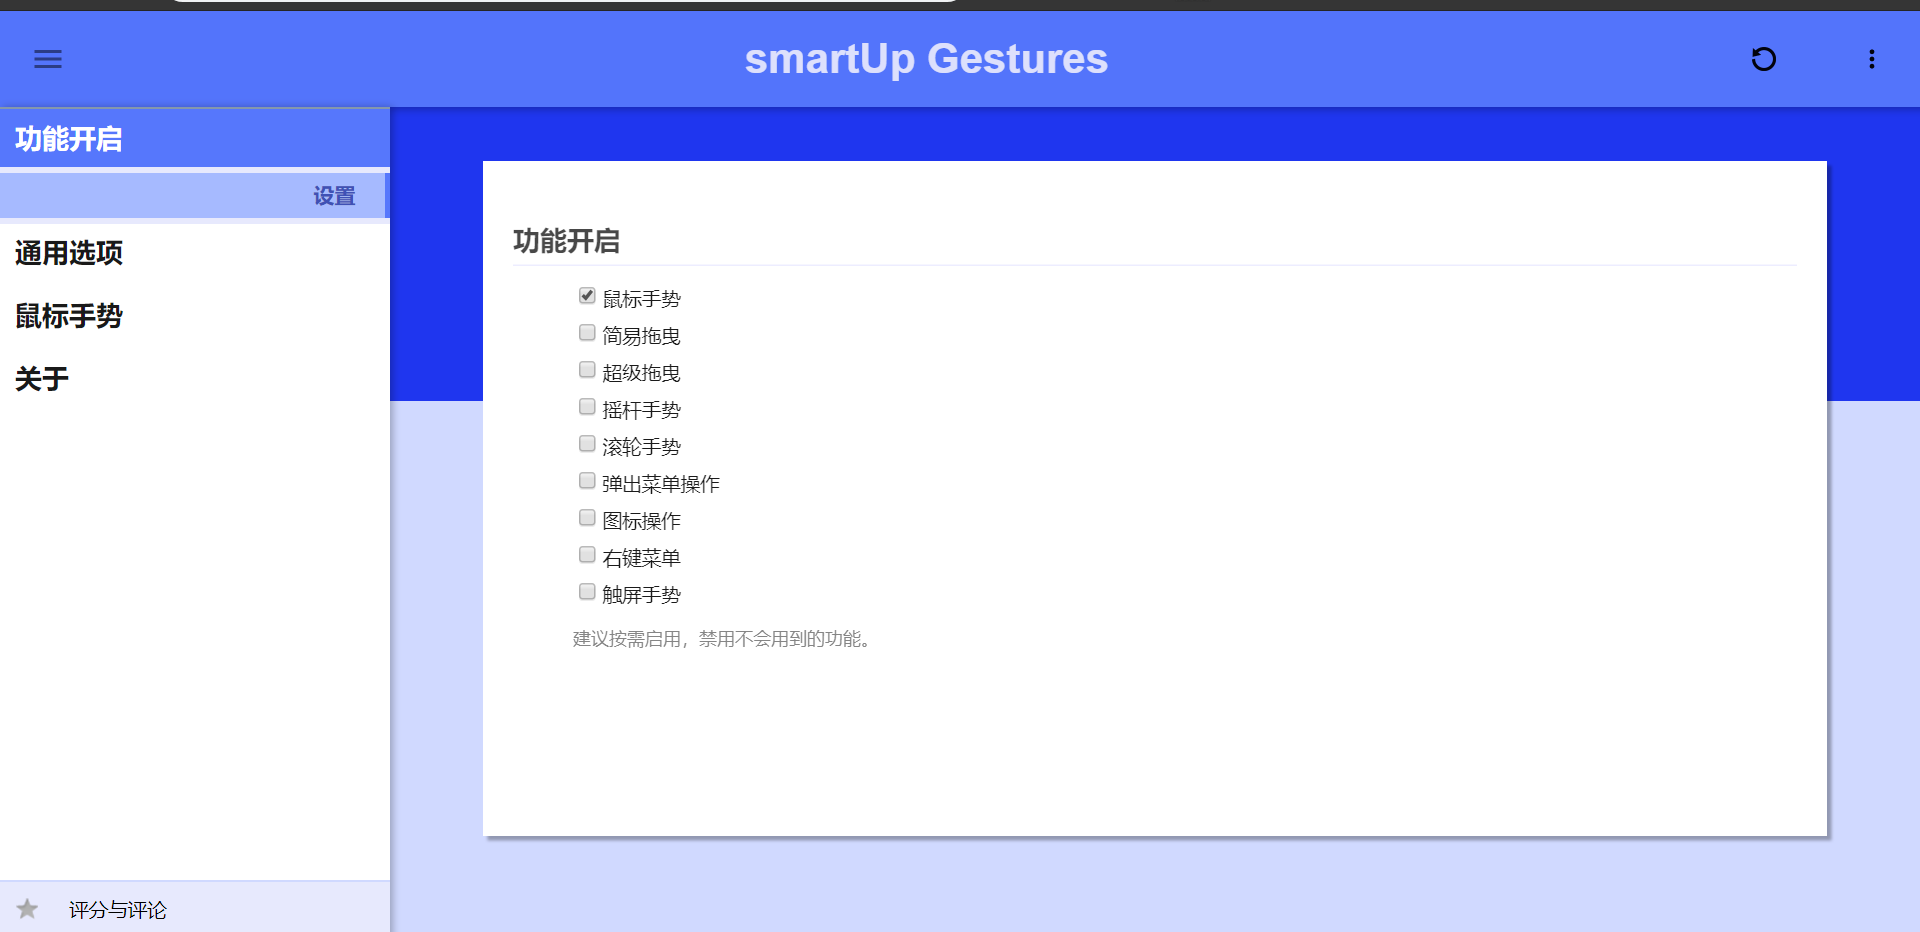 smartUp Gestures
功能开启
设置
通用选项
鼠标手势
关于
评分与评论
功能开启
鼠标手势
简易拖曳
超级拖曳
摇杆手势
滚轮手势
弹出菜单操作
图标操作
右键菜单
触屏手势
建议按需启用，禁用不会用到的功能。